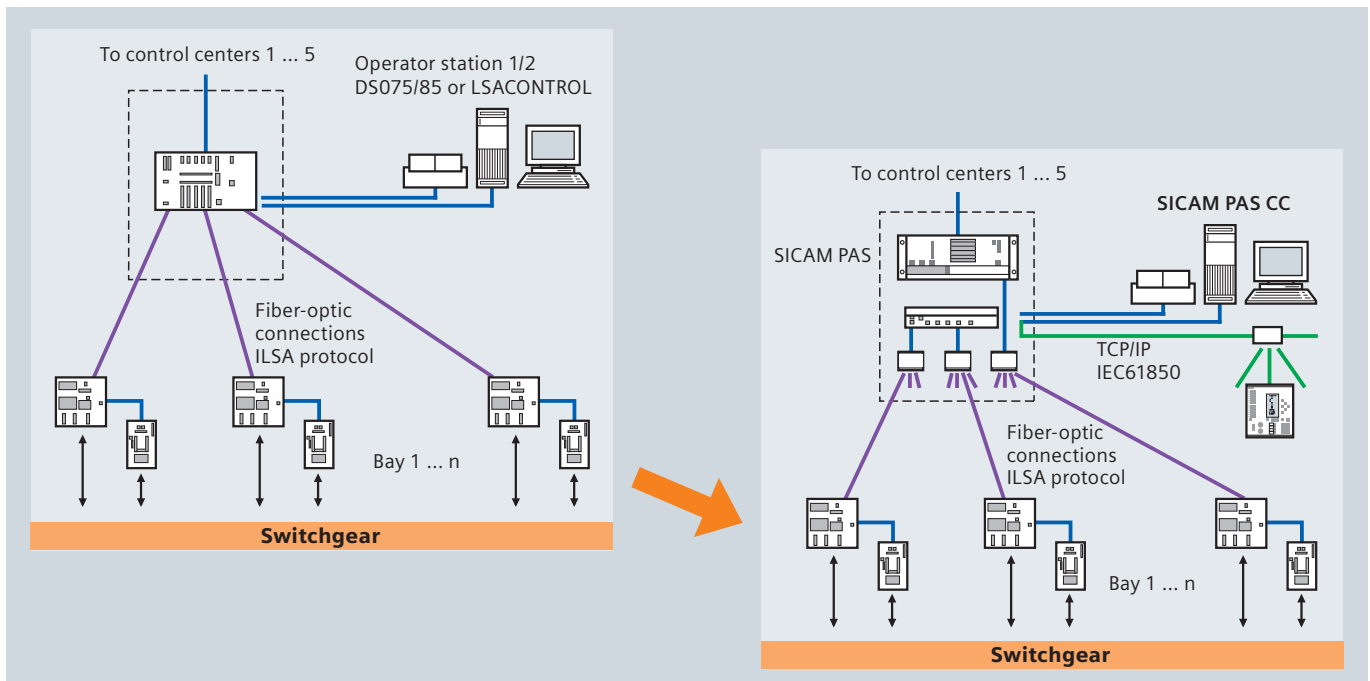 To control centers 1 ... 5
Operator station 1/2
DS075/85 or LSACONTROL
Fiber-optic
connections
ILSA protocol
Bay 1 ... n
Switchgear
To control centers 1 ... 5
SICAM PAS CC
SICAM PAS
TCP/IP
IEC61850
Fiber-optic
connections
ILSA protocol
Bay 1 ... n
Switchgear